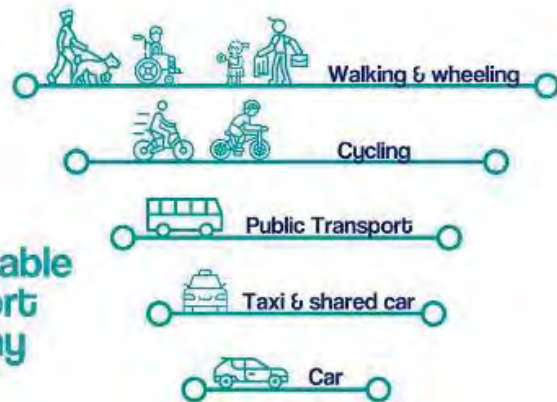 Walking & wheeling
Cycling
Public Transport
Taxi & shared car
Car